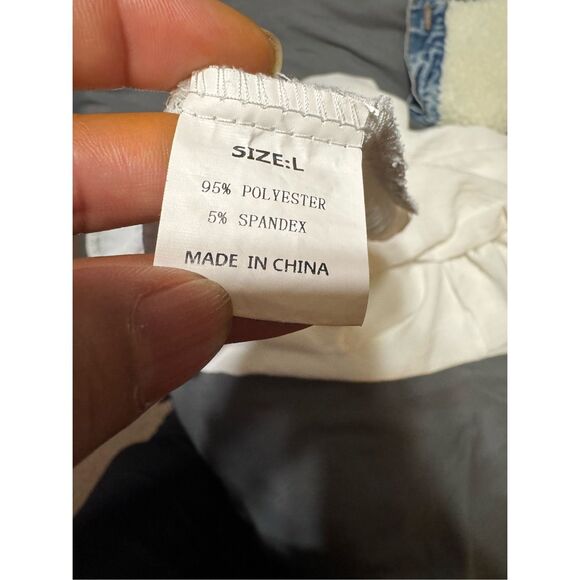 SIZE:L
95% POLYESTER
5% SPANDEX
MADE IN CHINA